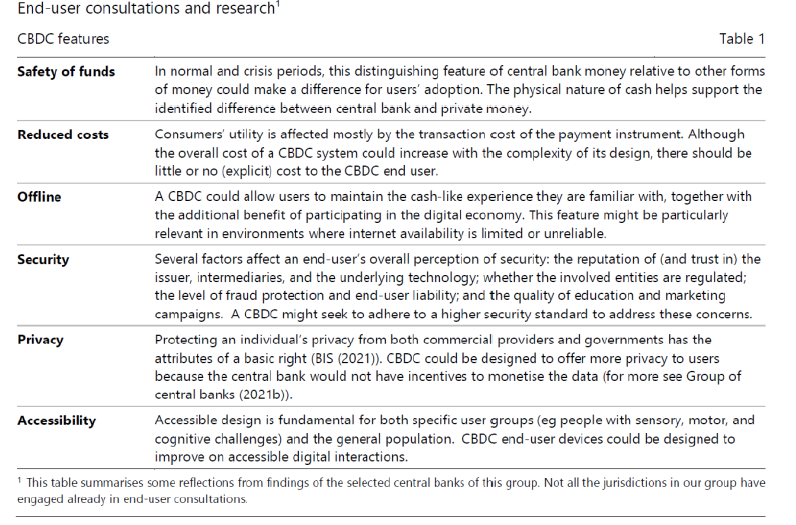 End-user consultations and research¹
CBDC features Table 1
Safety of funds In normal and crisis periods, this distinguishing feature of central bank money relative to other forms
of money could make a difference for users' adoption. The physical nature of cash helps support the
identified difference between central bank and private money.
Reduced costs Consumers' utility is affected mostly by the transaction cost of the payment instrument. Although
the overall cost of a CBDC system could increase with the complexity of its design, there should be
little or no (explicit) cost to the CBDC end user.
Offline A CBDC could allow users to maintain the cash-like experience they are familiar with, together with
the additional benefit of participating in the digital economy. This feature might be particularly
relevant in environments where internet availability is limited or unreliable.
Security Several factors affect an end-user's overall perception of security: the reputation of (and trust in) the
issuer, intermediaries, and the underlying technology; whether the involved entities are regulated;
the level of fraud protection and end-user liability; and the quality of education and marketing
campaigns. A CBDC might seek to adhere to a higher security standard to address these concerns.
Privacy Protecting an individual's privacy from both commercial providers and governments has the
attributes of a basic right (BIS (2021)). CBDC could be designed to offer more privacy to users
because the central bank would not have incentives to monetise the data (for more see Group of
central banks (2021b)).
Accessibility Accessible design is fundamental for both specific user groups (eg people with sensory, motor, and
cognitive challenges) and the general population. CBDC end-user devices could be designed to
improve on accessible digital interactions.
¹ This table summarises some reflections from findings of the selected central banks of this group. Not all the jurisdictions in our group have
engaged already in end-user consultations.